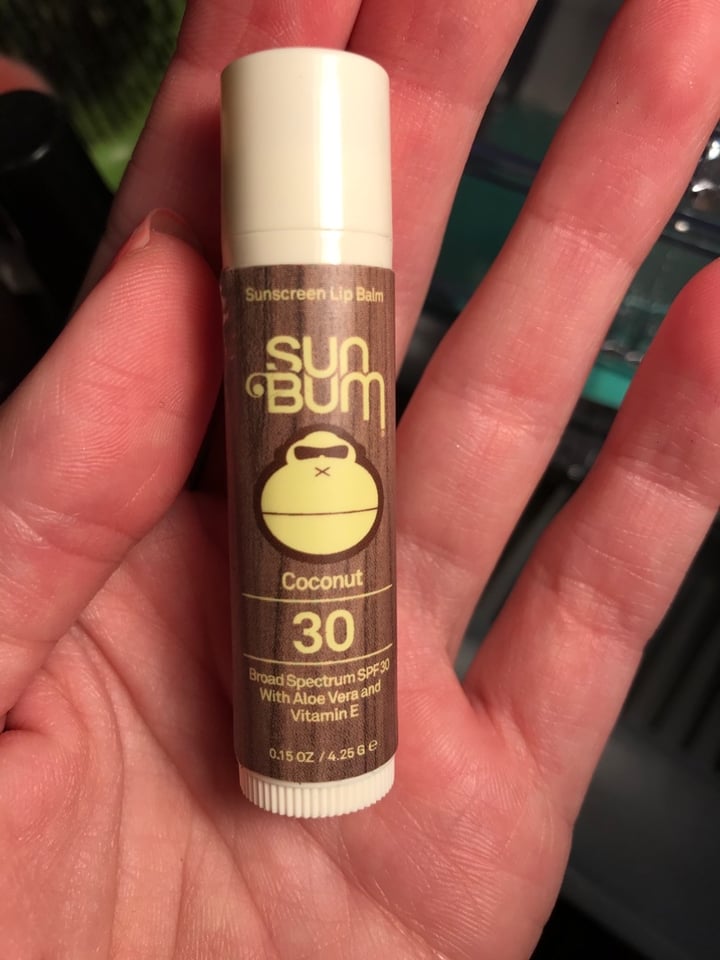 Sunscreen Lip Balm
SUN
BUM
Coconut
30
Broad Spectrum SPF 30
With Aloe Vera and
Vitamin E
0.15 OZ / 4.25 G ℮